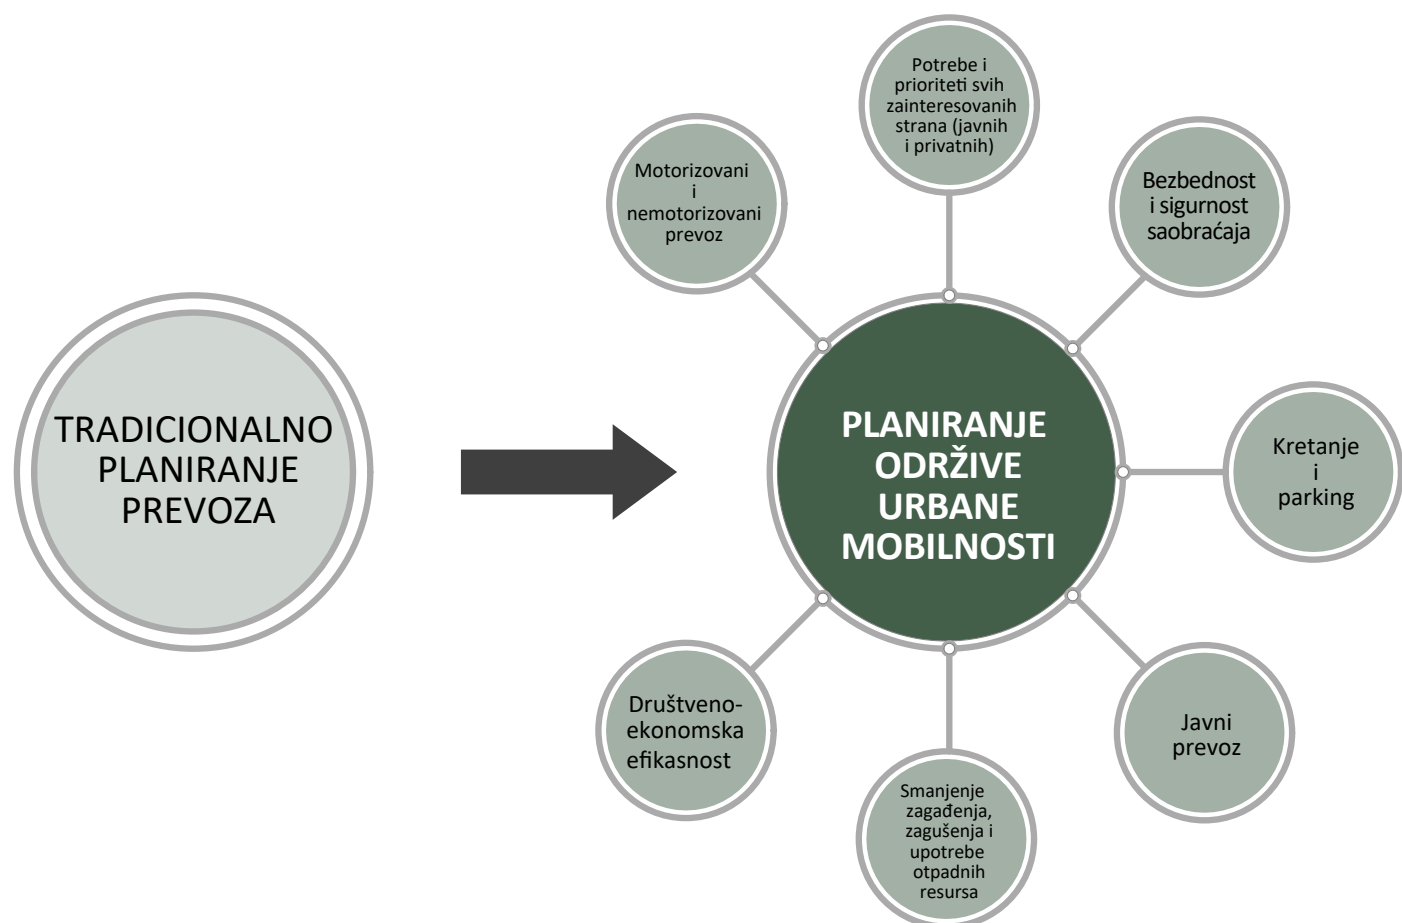 TRADICIONALNO
PLANIRANJE
PREVOZA
PLANIRANJE
ODRŽIVE
URBANE
MOBILNOSTI
Potrebe i
prioriteti svih
zainteresovanih
strana (javnih
i privatnih)
Bezbednost
i sigurnost
saobraćaja
Kretanje
i
parking
Javni
prevoz
Smanjenje
zagađenja,
zagušenja i
upotrebe
otpadnih
resursa
Društveno-
ekonomska
efikasnost
Motorizovani
i
nemotorizovani
prevoz